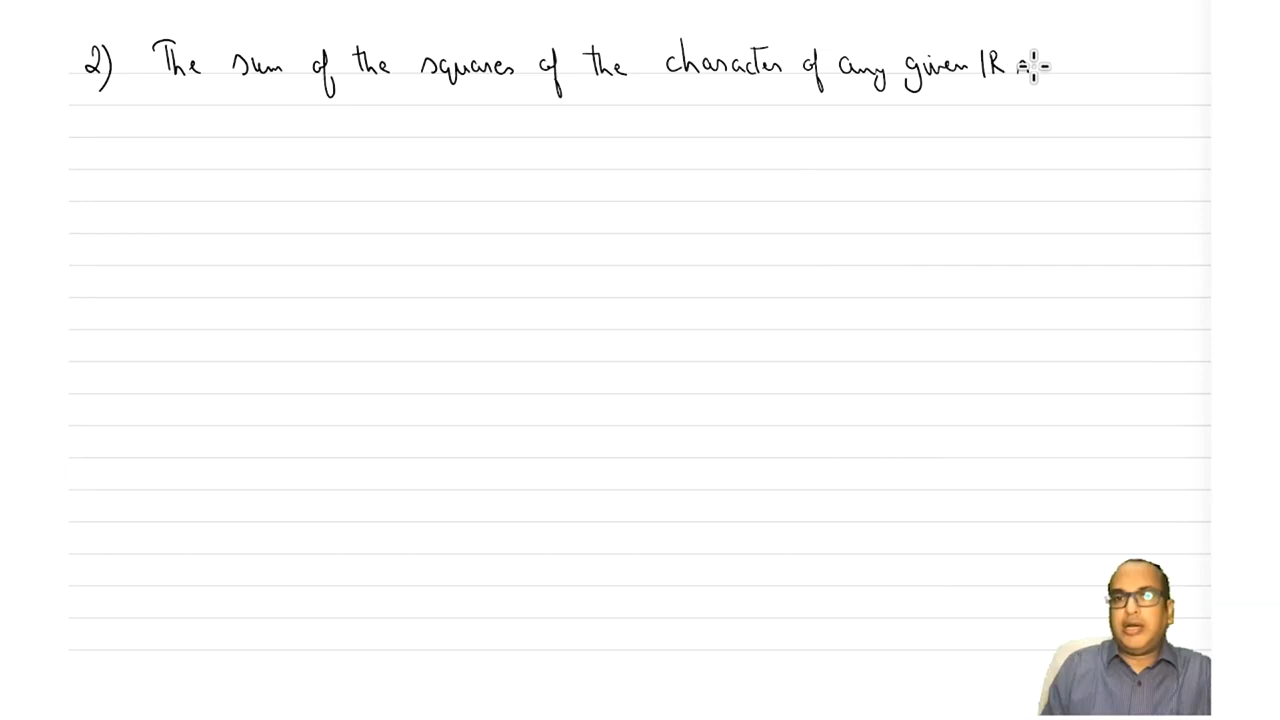 2) The sum of the squares of the character of any given IR